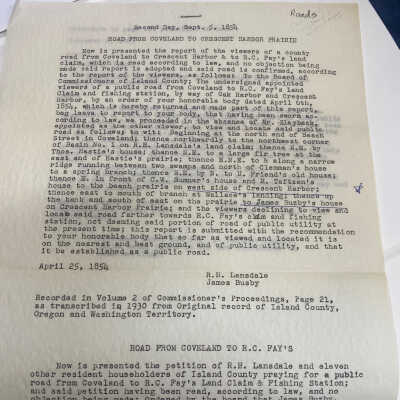 Roads
Second Day, Sept. 5, 1854
ROAD FROM COVELAND TO CRESCENT HARBOR PRAIRIE
Now is presented the report of the viewers of a county
road from Coveland to Crescent Harbor & to R.C. Fay's land
claim, which is read according to law, and no objection being
made said report is adopted and said road is confirmed, according
to the report of the viewers, as follows: To the Board of
Commissioners of Island County: The undersigned appointed
viewers of a public road from Coveland to R.C. Fay's land
Claim and Fishing station, by way of Oak Harbor and Crescent
Harbor, by an order of your honorable body dated April 6th,
1854, which is hereby returned and made part of this report,
beg leave to report to your body, that having been sworn ac-
cording to law, we proceeded in the absence of Mr. Alexander,
appointed as the other viewer, to view and locate said public
road as follows to wit: Beginning at the north end of Beach
Street in Coveland; thence northwardly to the northwest corner
of Basin No. 1 on R.H. Lansdale's land claim; thence N.E. by
Thos. Hastie's house; thence N.E. to a large fir tree at the
east end of Hastie's prairie; thence N.N.E. to & along a narrow
ridge running between two swamps and north of Clemman's house
to a spring branch; thence N.E. by N. to U. Friend's old house;
thence E. in front of C.W. Sumner's house and M. Taftzen's
house to the beach prairie on west side of Crescent Harbor;
thence east to mouth of branch at Wallace's landing; thence up
the bank and south of east on the prairie to James Busby's house
on Crescent Harbor Prairie; and the viewers declining to view and
locate said road farther towards R.C. Fay's claim and fishing
station, not deeming said portion of road of public utility at
the present time; this report is submitted with the recommendation
to your honorable body that so far as viewed and located it is
on the nearest and best ground, and of public utility, and that
it be established as a public road.
April 25, 1854
R.H. Lansdale
James Busby
Recorded in Volume 2 of Commissioner's Proceedings, Page 21,
as transcribed in 1930 from Original record of Island County,
Oregon and Washington Territory.
ROAD FROM COVELAND TO R.C. FAY'S
Now is presented the petition of R.H. Lansdale and eleven
other resident householders of Island County praying for a public
road from Coveland to R.C. Fay's Land Claim & Fishing Station;
and said petition having been read, according to law, and no